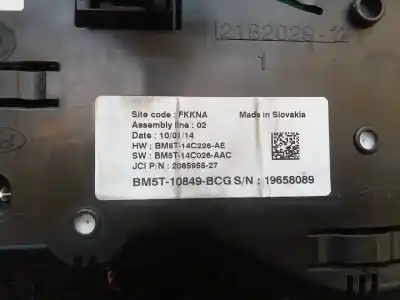 2182029-12
1
Site code : FKKNA Made in Slovakia
Assembly line : 02
Date : 10/01/14
HW : BM5T-14C226-AE
SW : BM5T-14C026-AAC
JCI P/N : 2085955-27
BM5T-10849-BCG S/N : 19658089